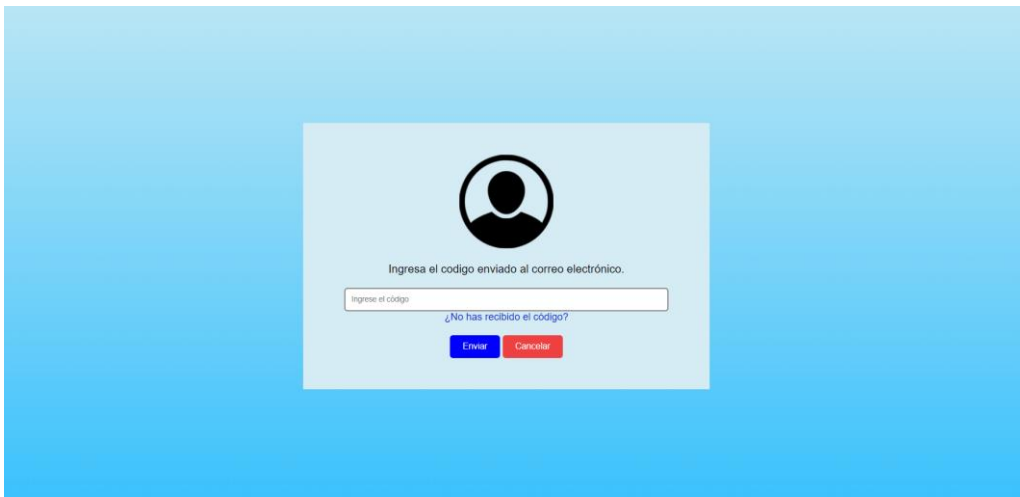 Ingresa el codigo enviado al correo electrónico.
Ingrese el código
¿No has recibido el código?
Enviar Cancelar